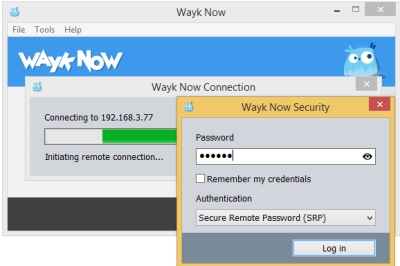 Wayk Now
File Tools Help
WAYK NOW
Wayk Now Connection
Connecting to 192.168.3.77
Initiating remote connection...
Wayk Now Security
Password
●●●●●●
Remember my credentials
Authentication
Secure Remote Password (SRP)
Log in